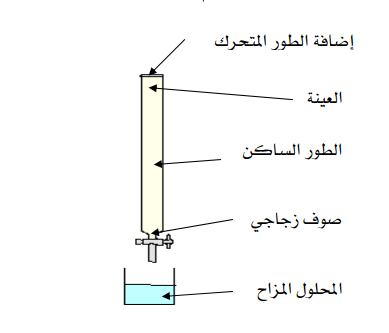 إضافة الطور المتحرك
العينة
الطور الساكن
صوف زجاجي
المحلول المزاح